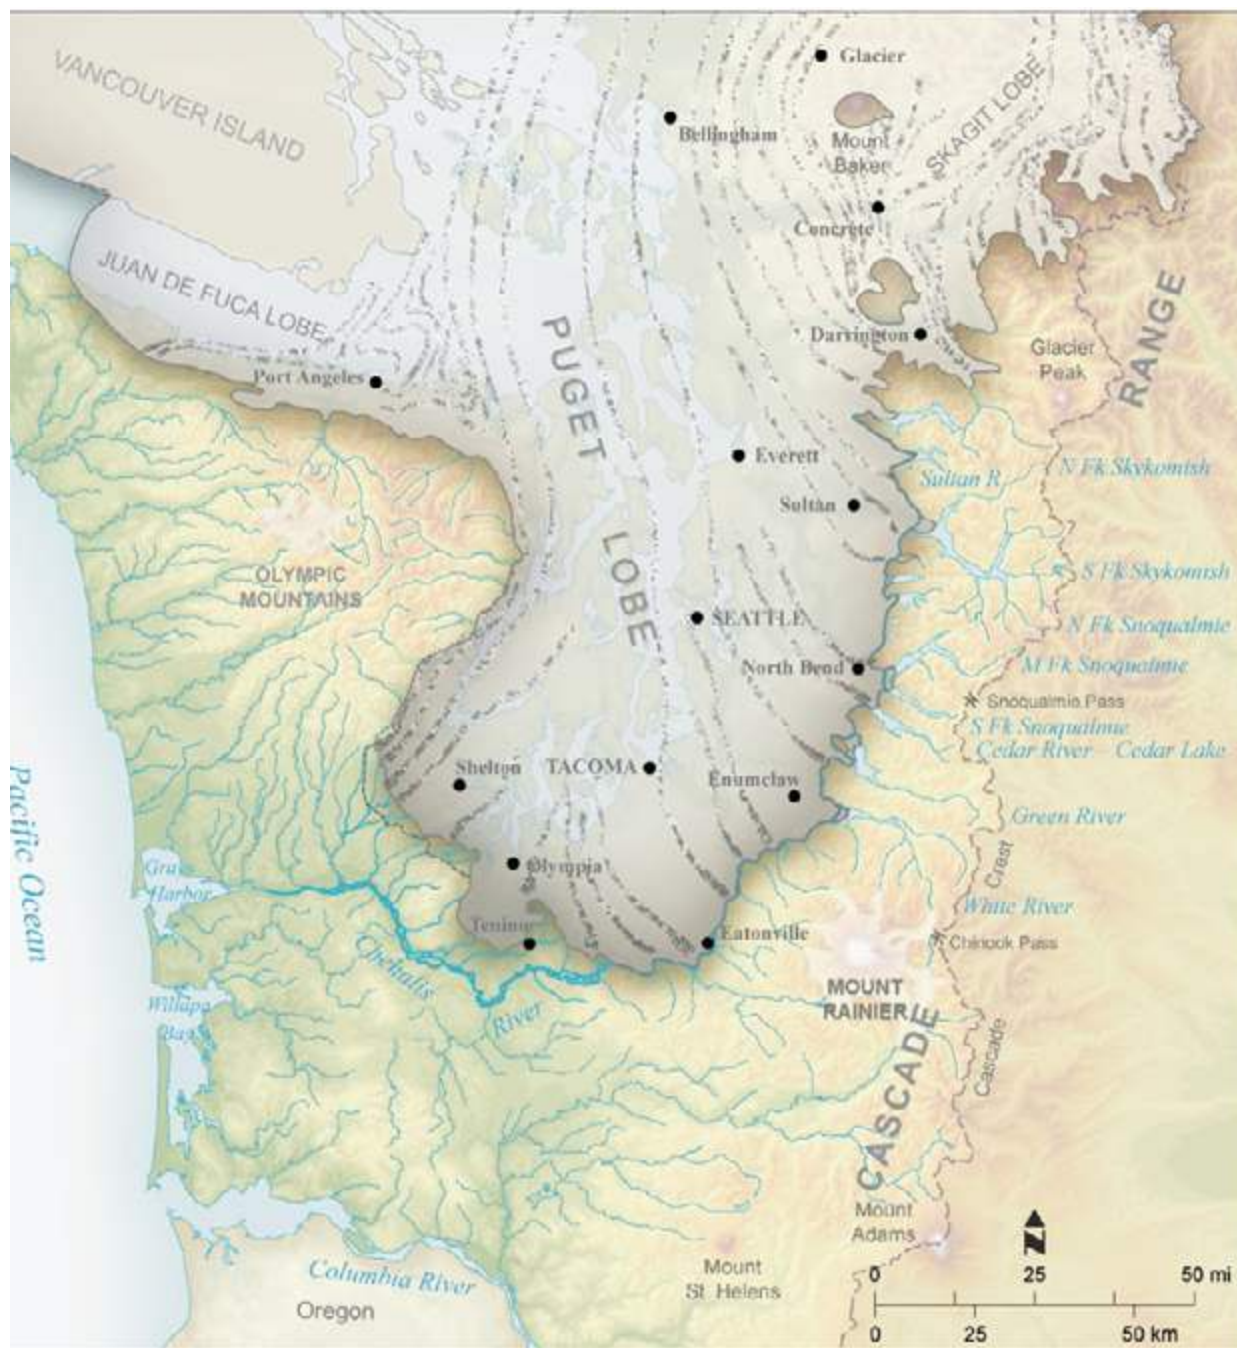 Glacier
VANCOUVER ISLAND
Bellingham
Mount
Baker
SKAGIT LOBE
Concrete
JUAN DE FUCA LOBE
RANGE
Darrington
Glacier
Peak
Port Angeles
PUGET
LOBE
Everett
Sultan R
N Fk Skykomish
Sultan
OLYMPIC
MOUNTAINS
S Fk Skykomish
SEATTLE
N Fk Snoqualmie
North Bend
M Fk Snoqualmie
Snoqualmie Pass
S Fk Snoqualmie
Cedar River - Cedar Lake
Shelton
TACOMA
Enumclaw
Pacific Ocean
Green River
Crest
Olympia
Harbor
White River
Tenino
Eatonville
Chinook Pass
Chehalis
River
MOUNT
RAINIER
Willapa
Bay
Cascade
CASCADE
Mount
Adams
N
Columbia River
Mount
St Helens
Oregon
0 25 50 mi
0 25 50 km